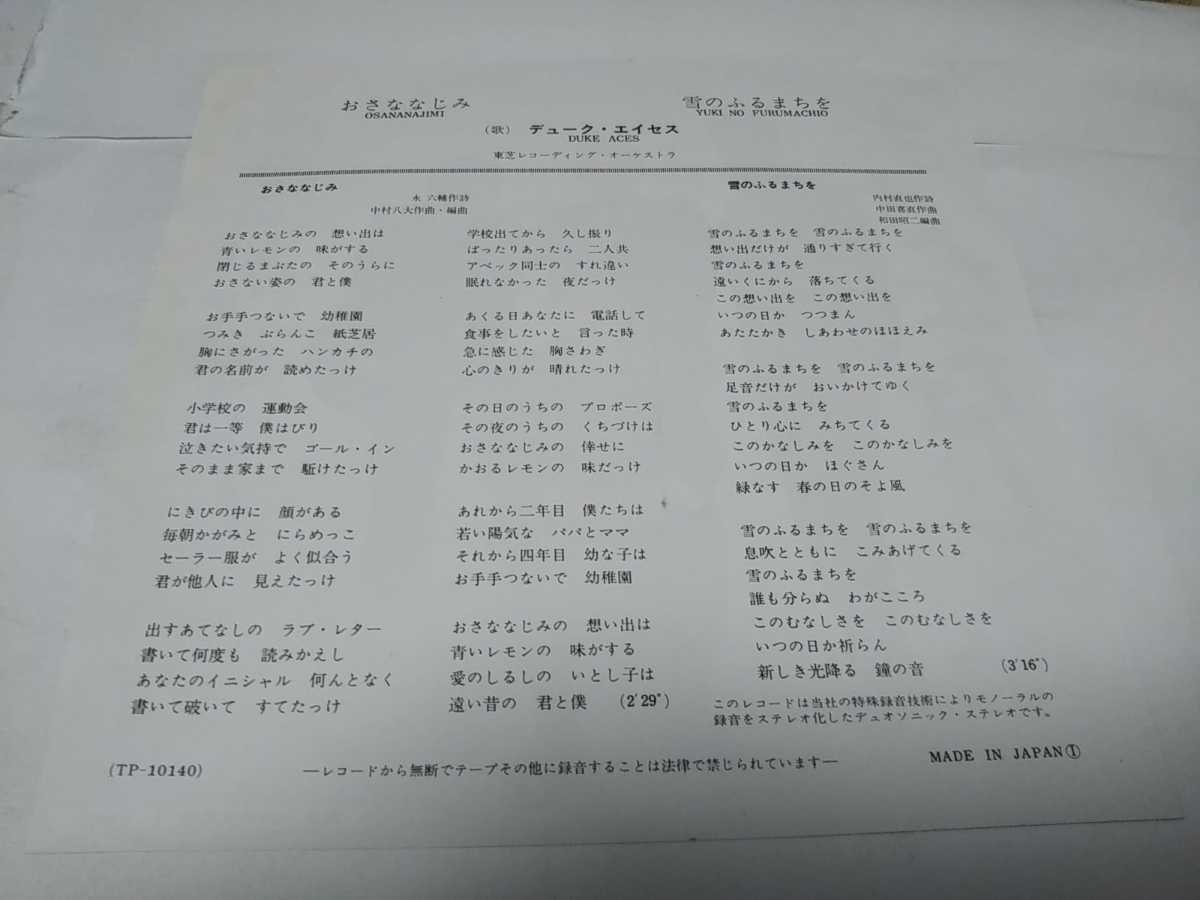 おさななじみ
OSANANAJIMI
雪のふるまちを
YUKI NO FURUMACHIO
(歌) デューク・エイセス
DUKE ACES
東芝レコーディング・オーケストラ
おさななじみ
永 六輔作詩
中村八大作曲・編曲
おさななじみの 想い出は
青いレモンの 味がする
閉じるまぶたの そのうらに
おさない姿の 君と僕
お手手つないで 幼稚園
つみき ぶらんこ 紙芝居
胸にさがった ハンカチの
君の名前が 読めたっけ
小学校の 運動会
君は一等 僕はびり
泣きたい気持で ゴール・イン
そのまま家まで 駆けたっけ
にきびの中に 顔がある
毎朝かがみと にらめっこ
セーラー服が よく似合う
君が他人に 見えたっけ
出すあてなしの ラブ・レター
書いて何度も 読みかえし
あなたのイニシャル 何んとなく
書いて破いて すてたっけ
学校出てから 久し振り
ばったりあったら 二人共
アベック同士の すれ違い
眠れなかった 夜だっけ
あくる日あなたに 電話して
食事をしたいと 言った時
急に感じた 胸さわぎ
心のきりが 晴れたっけ
その日のうちの プロポーズ
その夜のうちの くちづけは
おさななじみの 倖せに
かおるレモンの 味だっけ
あれから二年目 僕たちは
若い陽気な パパとママ
それから四年目 幼な子は
お手手つないで 幼稚園
おさななじみの 想い出は
青いレモンの 味がする
愛のしるしの いとし子は
遠い昔の 君と僕 (2′29″)
雪のふるまちを
内村直也作詩
中田喜直作曲
和田昭二編曲
雪のふるまちを 雪のふるまちを
想い出だけが 通りすぎて行く
雪のふるまちを
遠いくにから 落ちてくる
この想い出を この想い出を
いつの日か つつまん
あたたかき しあわせのほほえみ
雪のふるまちを 雪のふるまちを
足音だけが おいかけてゆく
雪のふるまちを
ひとり心に みちてくる
このかなしみを このかなしみを
いつの日か ほぐさん
緑なす 春の日のそよ風
雪のふるまちを 雪のふるまちを
息吹とともに こみあげてくる
雪のふるまちを
誰も分らぬ わがこころ
このむなしさを このむなしさを
いつの日か祈らん
新しき光降る 鐘の音 (3′16″)
このレコードは当社の特殊録音技術によりモノーラルの
録音をステレオ化したデュオソニック・ステレオです。
(TP-10140)
―レコードから無断でテープその他に録音することは法律で禁じられています―
MADE IN JAPAN①